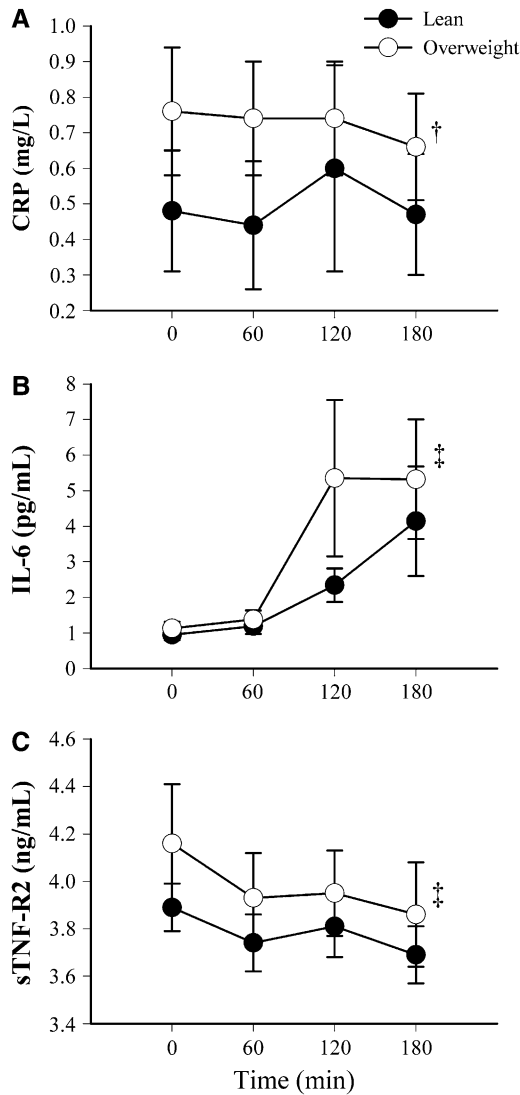 A
Lean
Overweight
CRP (mg/L)
1.0
0.9
0.8
0.7
0.6
0.5
0.4
0.3
0.2
†
0 60 120 180
B
IL-6 (pg/mL)
8
7
6
5
4
3
2
1
0
‡
0 60 120 180
C
sTNF-R2 (ng/mL)
4.6
4.4
4.2
4.0
3.8
3.6
3.4
‡
0 60 120 180
Time (min)